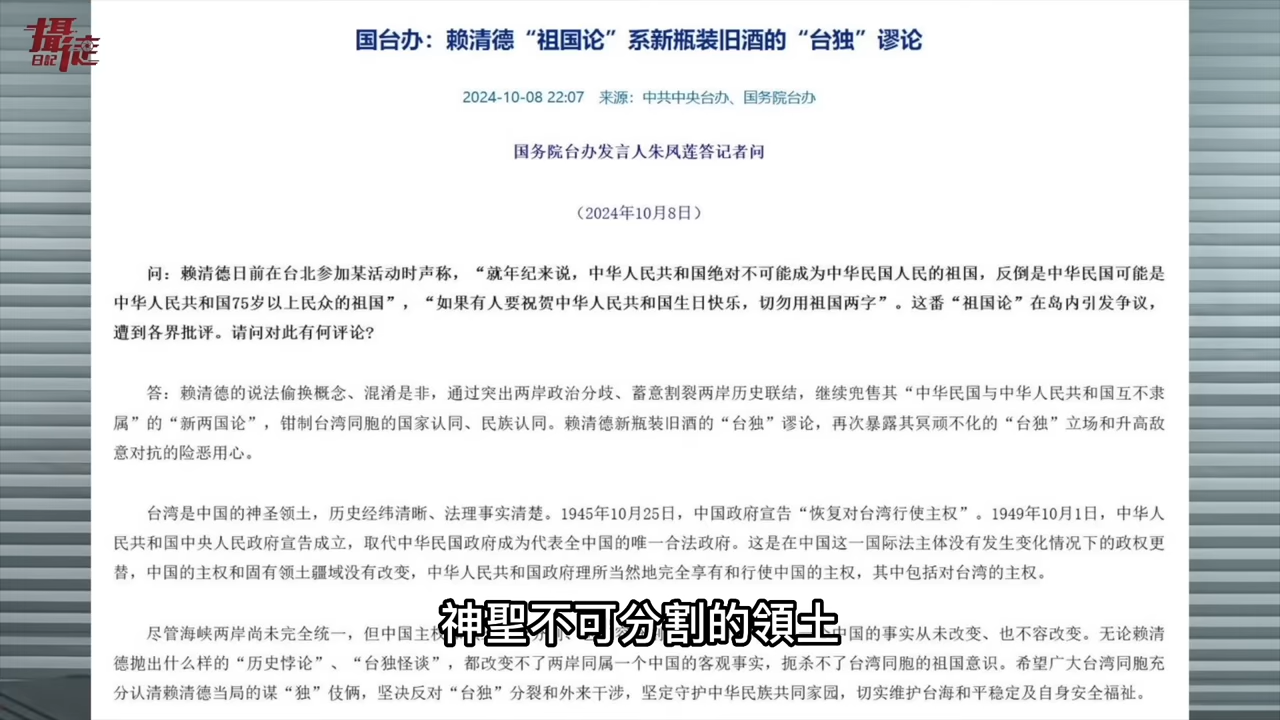 攝徒
日記
国台办：赖清德“祖国论”系新瓶装旧酒的“台独”谬论
2024-10-08 22:07 来源：中共中央台办、国务院台办
国务院台办发言人朱凤莲答记者问
（2024年10月8日）
问：赖清德日前在台北参加某活动时声称，“就年纪来说，中华人民共和国绝对不可能成为中华民国人民的祖国，反倒是中华民国可能是
中华人民共和国75岁以上民众的祖国”，“如果有人要祝贺中华人民共和国生日快乐，切勿用祖国两字”。这番“祖国论”在岛内引发争议，
遭到各界批评。请问对此有何评论?
答：赖清德的说法偷换概念、混淆是非，通过突出两岸政治分歧、蓄意割裂两岸历史联结，继续兜售其“中华民国与中华人民共和国互不隶
属”的“新两国论”，钳制台湾同胞的国家认同、民族认同。赖清德新瓶装旧酒的“台独”谬论，再次暴露其冥顽不化的“台独”立场和升高敌
意对抗的险恶用心。
台湾是中国的神圣领土，历史经纬清晰、法理事实清楚。1945年10月25日，中国政府宣告“恢复对台湾行使主权”。1949年10月1日，中华人
民共和国中央人民政府宣告成立，取代中华民国政府成为代表全中国的唯一合法政府。这是在中国这一国际法主体没有发生变化情况下的政权更
替，中国的主权和固有领土疆域没有改变，中华人民共和国政府理所当然地完全享有和行使中国的主权，其中包括对台湾的主权。
尽管海峡两岸尚未完全统一，但中国主权 中国的事实从未改变、也不容改变。无论赖清
德抛出什么样的“历史悖论”、“台独怪谈”，都改变不了两岸同属一个中国的客观事实，扼杀不了台湾同胞的祖国意识。希望广大台湾同胞充
分认清赖清德当局的谋“独”伎俩，坚决反对“台独”分裂和外来干涉，坚定守护中华民族共同家园，切实维护台海和平稳定及自身安全福祉。
神聖不可分割的領土